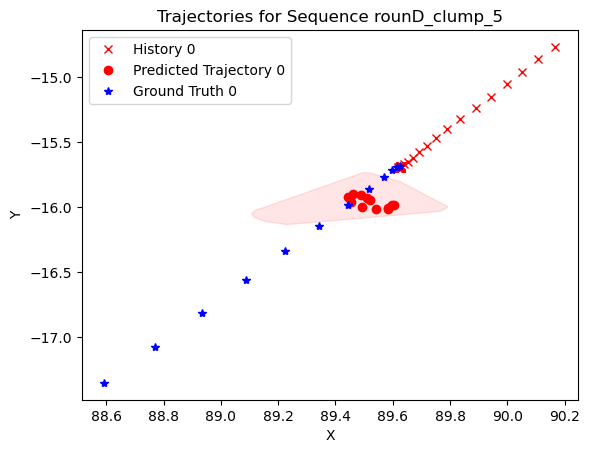 Trajectories for Sequence rounD_clump_5
History 0
Predicted Trajectory 0
Ground Truth 0
−15.0
−15.5
−16.0
−16.5
−17.0
Y
88.6 88.8 89.0 89.2 89.4 89.6 89.8 90.0 90.2
X